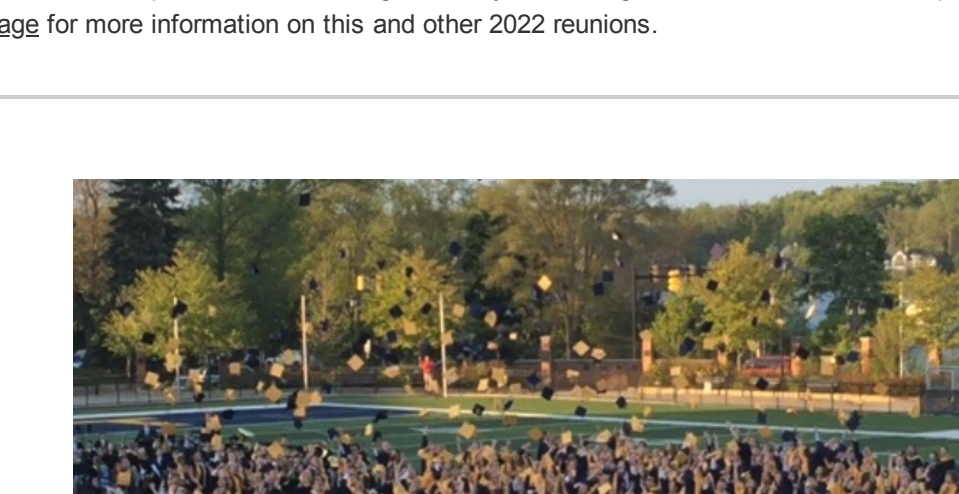 age for more information on this and other 2022 reunions.